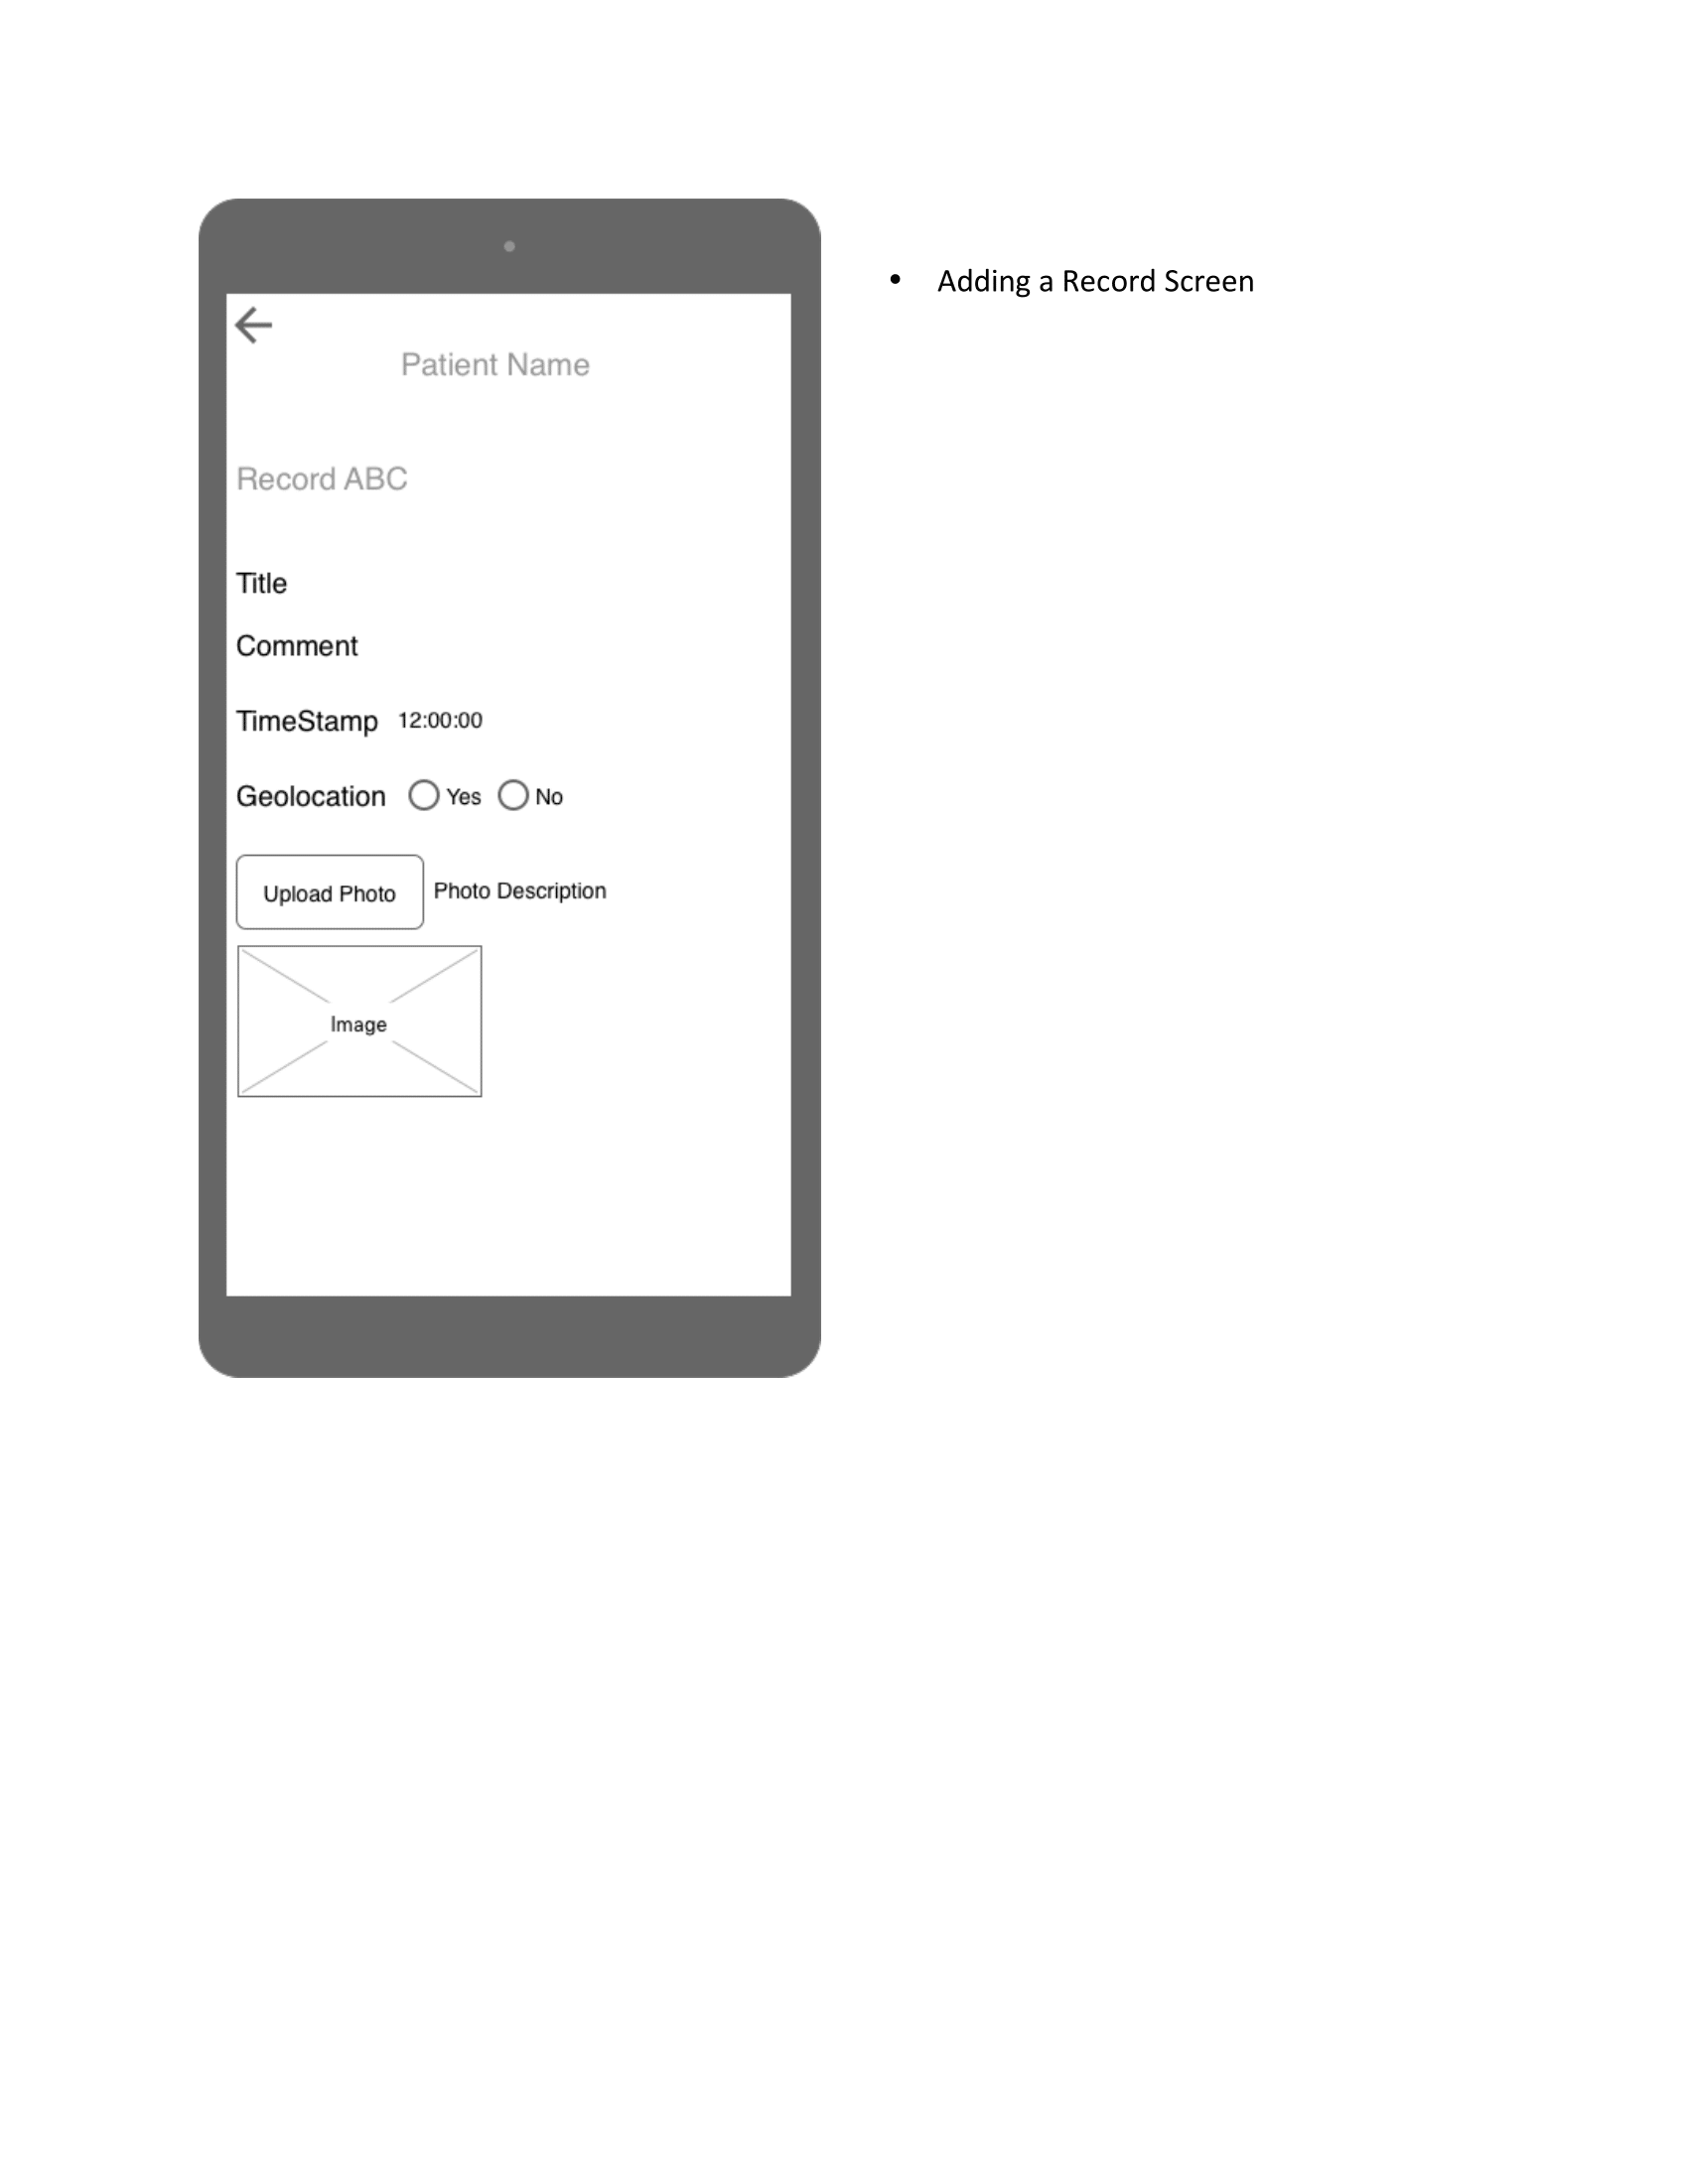 • Adding a Record Screen
Patient Name
Record ABC
Title
Comment
TimeStamp 12:00:00
Geolocation Yes No
Upload Photo Photo Description
Image